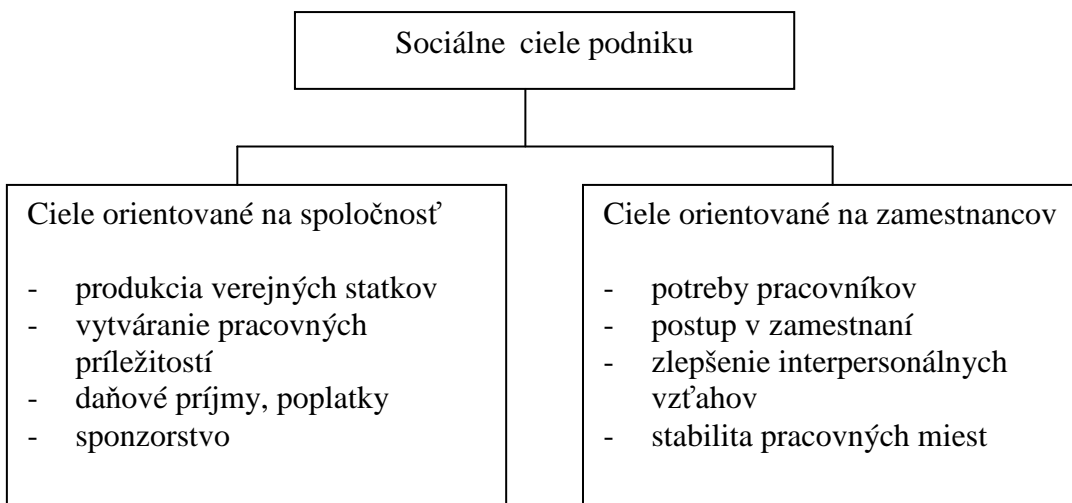 Sociálne ciele podniku
Ciele orientované na spoločnosť
- produkcia verejných statkov
- vytváranie pracovných
príležitostí
- daňové príjmy, poplatky
- sponzorstvo
Ciele orientované na zamestnancov
- potreby pracovníkov
- postup v zamestnaní
- zlepšenie interpersonálnych
vzťahov
- stabilita pracovných miest